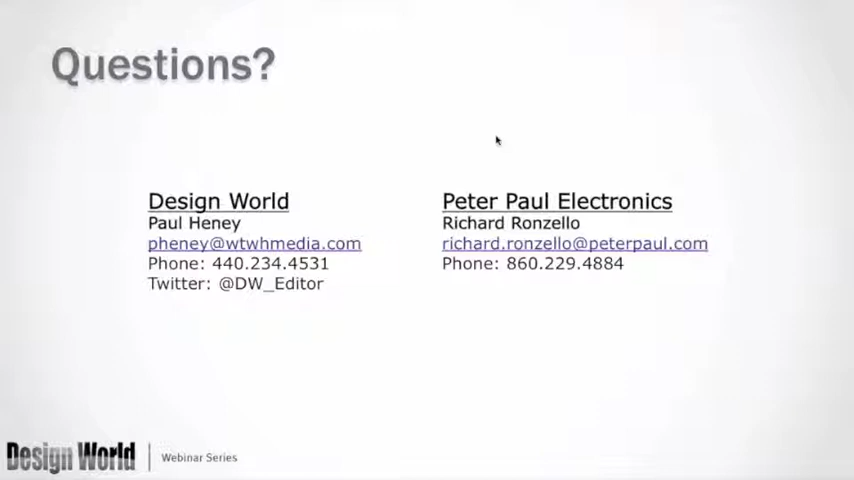 Questions?
Design World
Paul Heney
pheney@wtwhmedia.com
Phone: 440.234.4531
Twitter: @DW_Editor
Peter Paul Electronics
Richard Ronzello
richard.ronzello@peterpaul.com
Phone: 860.229.4884
Design World
Webinar Series